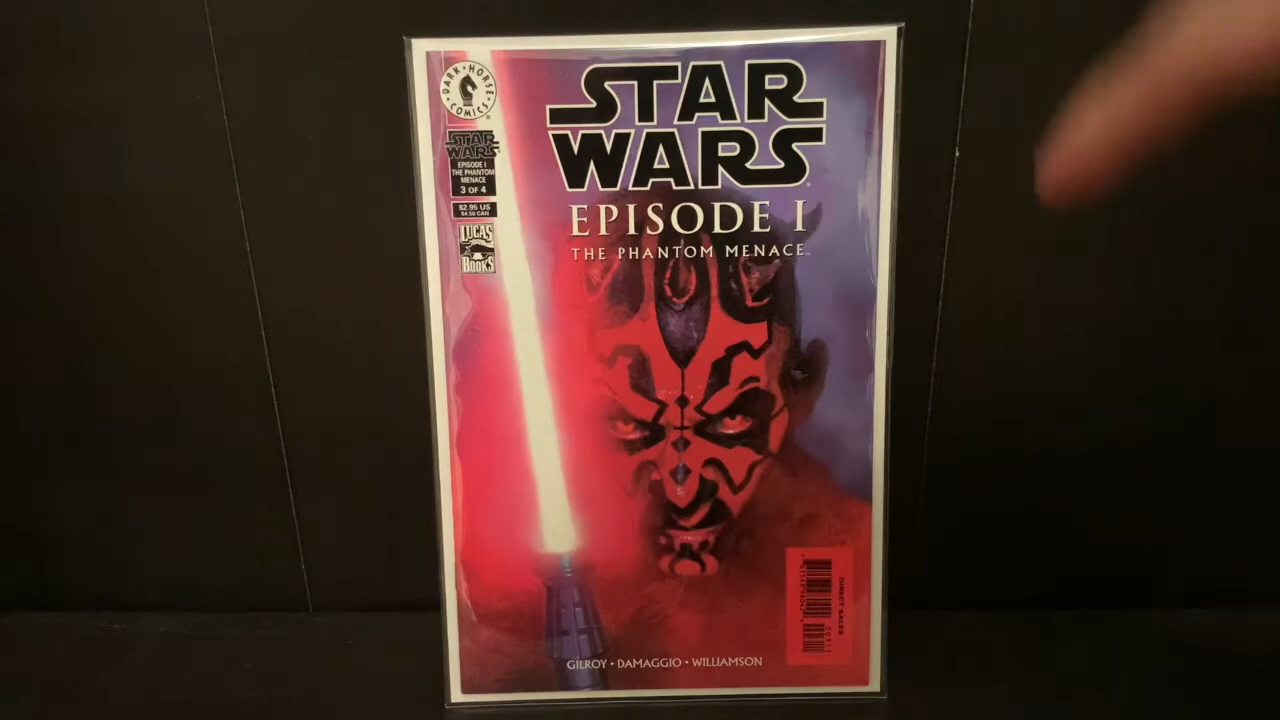 DARK HORSE COMICS
®
STAR
WARS
EPISODE I
THE PHANTOM
MENACE
3 OF 4
$2.95 US
$4.50 CAN
LUCAS
BOOKS
STAR
WARS
EPISODE I
THE PHANTOM MENACE
DIRECT SALES
00311
GILROY • DAMAGGIO • WILLIAMSON